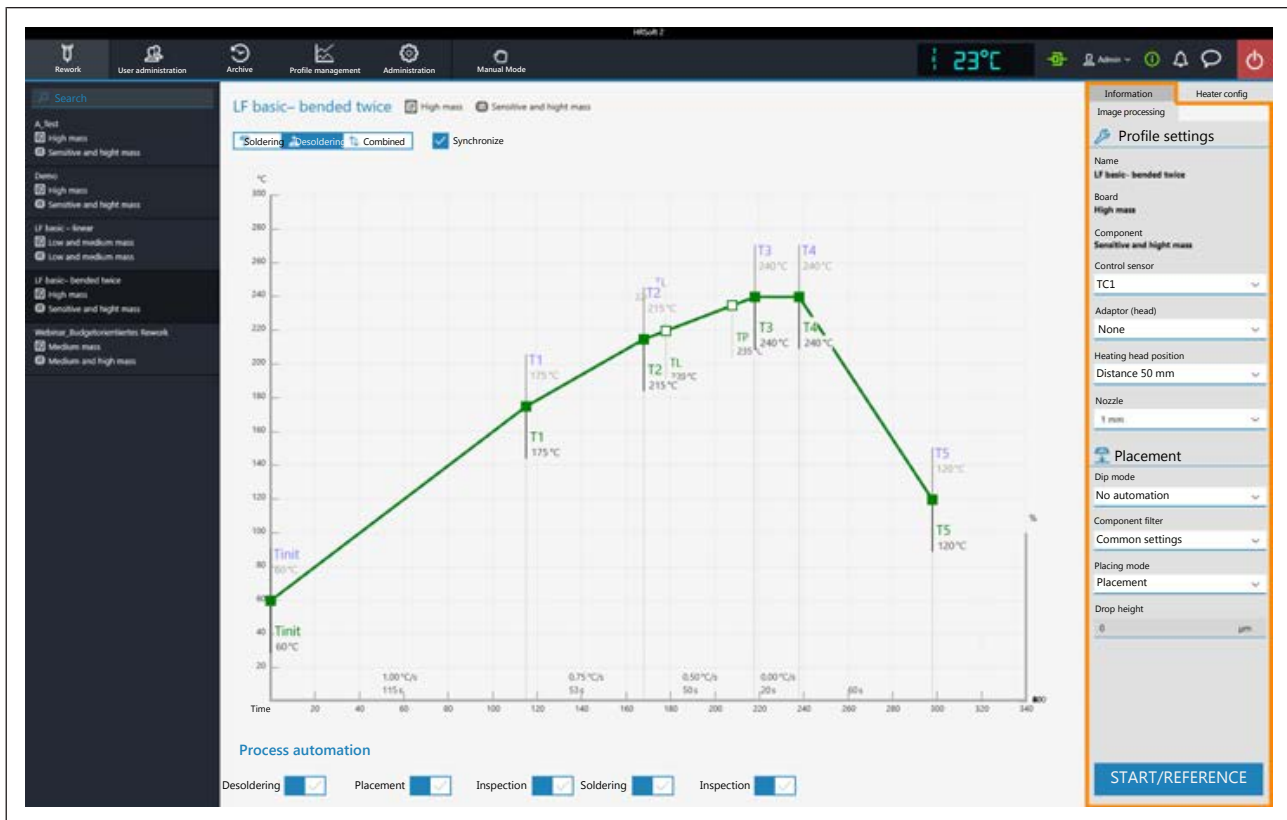 HRSoft 2
Rework User administration Archive Profile management Administration Manual Mode
23°C
Admin
Search
A_Test
High mass
Sensitive and hight mass
Demo
High mass
Sensitive and hight mass
LF basic - linear
Low and medium mass
Low and medium mass
LF basic- bended twice
High mass
Sensitive and hight mass
Webinar_Budgetorientiertes Rework
Medium mass
Medium and high mass
LF basic– bended twice High mass Sensitive and hight mass
Soldering Desoldering Combined Synchronize
°C
300
280
260
240
220
200
180
160
140
120
100
80
60
40
20
Tinit
60°C
Tinit
60°C
T1
175°C
T1
175°C
T2
215°C
T2
215°C
TL
TL
TP
235°C
T3
240°C
T3
240°C
T4
240°C
T4
240°C
T5
120°C
T5
120°C
%
1.00°C/s 0.75°C/s 0.50°C/s 0.00°C/s
115s 53s 50s 20s 60s
Time 20 40 60 80 100 120 140 160 180 200 220 240 260 280 300 320 340
Process automation
Desoldering Placement Inspection Soldering Inspection
Information Heater config
Image processing
Profile settings
Name
LF basic- bended twice
Board
High mass
Component
Sensitive and hight mass
Control sensor
TC1
Adaptor (head)
None
Heating head position
Distance 50 mm
Nozzle
1 mm
Placement
Dip mode
No automation
Component filter
Common settings
Placing mode
Placement
Drop height
0 µm
START/REFERENCE